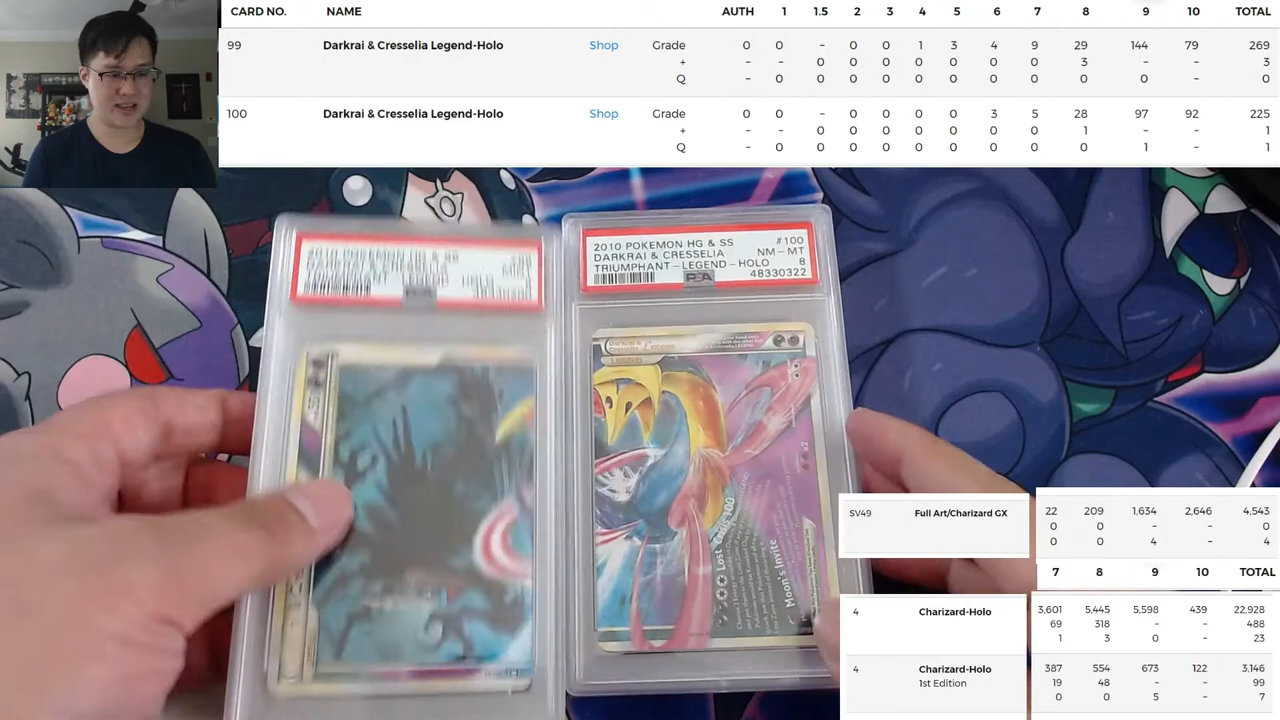 CARD NO. NAME AUTH 1 1.5 2 3 4 5 6 7 8 9 10 TOTAL
99 Darkrai & Cresselia Legend-Holo Shop Grade 0 0 - 0 0 1 3 4 9 29 144 79 269
+ - - 0 0 0 0 0 0 0 3 - - 3
Q - 0 0 0 0 0 0 0 0 0 0 - 0
100 Darkrai & Cresselia Legend-Holo Shop Grade 0 0 - 0 0 0 0 3 5 28 97 92 225
+ - - 0 0 0 0 0 0 0 1 - - 1
Q - 0 0 0 0 0 0 0 0 0 1 - 1
2010 POKEMON HG & SS #100
DARKRAI & CRESSELIA NM-MT
TRIUMPHANT-LEGEND-HOLO 8
PSA 48330322
Darkrai &
Cresselia Legend
LEGEND
Lost Crisis 100
Moon's Invite
x2
SV49 Full Art/Charizard GX 22 209 1,634 2,646 4,543
0 0 - - 0
0 0 4 - 4
7 8 9 10 TOTAL
4 Charizard-Holo 3,601 5,445 5,598 439 22,928
69 318 - - 488
1 3 0 - 23
4 Charizard-Holo 387 554 673 122 3,146
1st Edition 19 48 - - 99
0 0 5 - 7